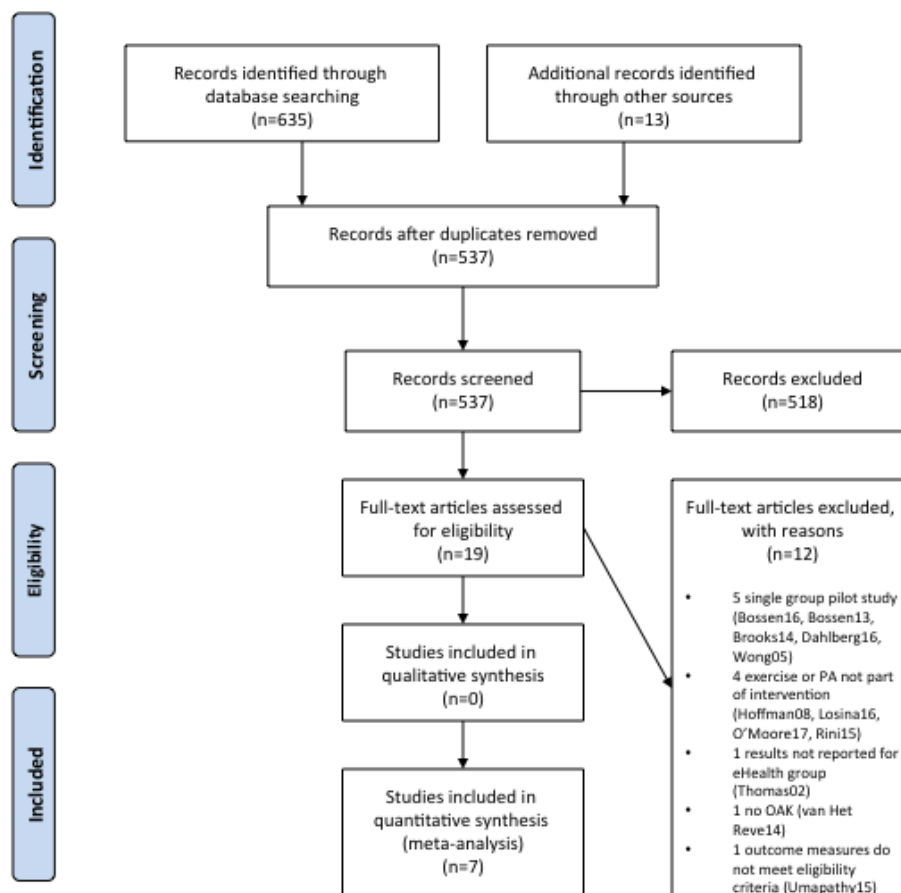 Identification
Records identified through
database searching
(n=635)
Additional records identified
through other sources
(n=13)
Records after duplicates removed
(n=537)
Screening
Records screened
(n=537)
Records excluded
(n=518)
Eligibility
Full-text articles assessed
for eligibility
(n=19)
Full-text articles excluded,
with reasons
(n=12)
• 5 single group pilot study
(Bossen16, Bossen13,
Brooks14, Dahlberg16,
Wong05)
• 4 exercise or PA not part
of intervention
(Hoffman08, Losina16,
O’Moore17, Rini15)
• 1 results not reported for
eHealth group
(Thomas02)
• 1 no OAK (van Het
Reve14)
• 1 outcome measures do
not meet eligibility
criteria (Umapathy15)
Studies included in
qualitative synthesis
(n=0)
Included
Studies included in
quantitative synthesis
(meta-analysis)
(n=7)